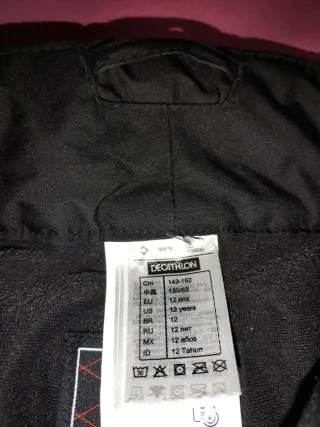 DECATHLON
Cm 143-152
中国 150/63
EU 12 ans
US 12 years
BR 12
RU 12 лет
MX 12 años
ID 12 Tahun